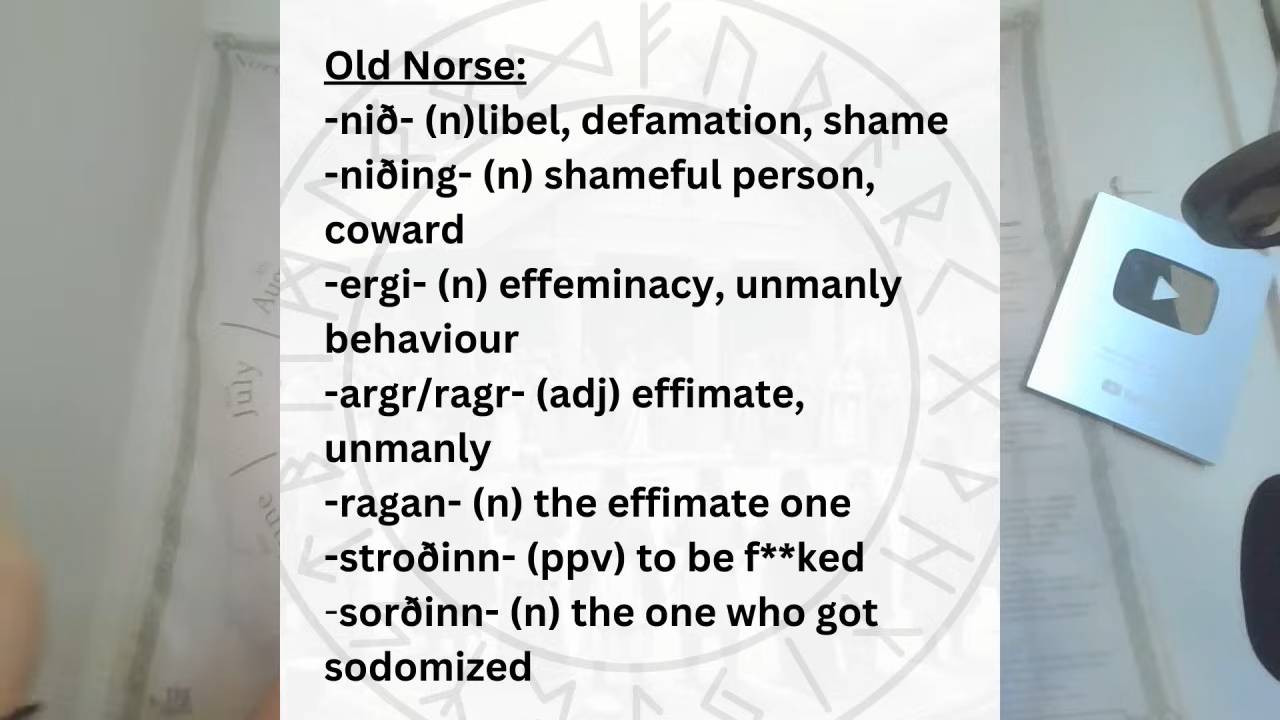 Old Norse:
-nið- (n)libel, defamation, shame
-niðing- (n) shameful person,
coward
-ergi- (n) effeminacy, unmanly
behaviour
-argr/ragr- (adj) effimate,
unmanly
-ragan- (n) the effimate one
-stroðinn- (ppv) to be f**ked
-sorðinn- (n) the one who got
sodomized
July